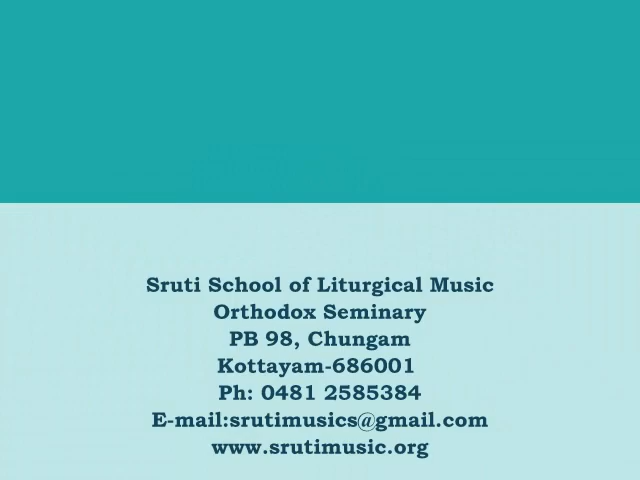 Sruti School of Liturgical Music
Orthodox Seminary
PB 98, Chungam
Kottayam-686001
Ph: 0481 2585384
E-mail:srutimusics@gmail.com
www.srutimusic.org